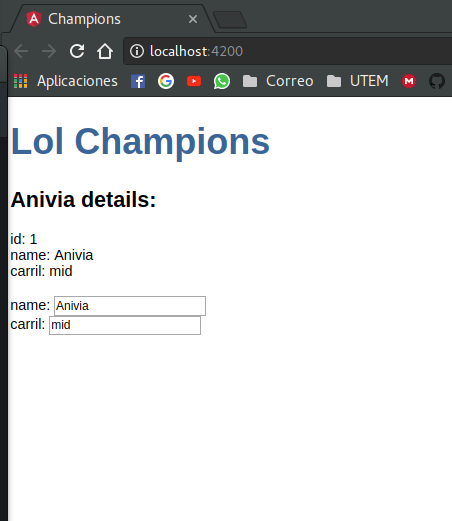 Champions
localhost:4200
Aplicaciones Correo UTEM
Lol Champions
Anivia details:
id: 1
name: Anivia
carril: mid
name: Anivia
carril: mid